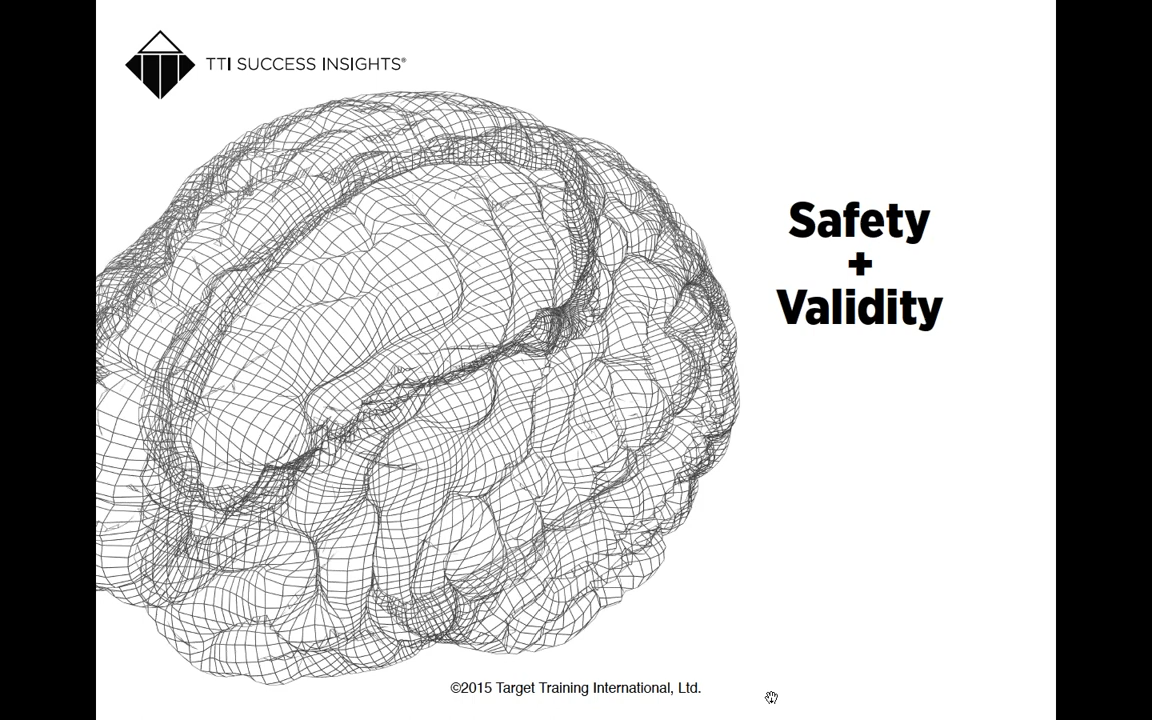 TTI SUCCESS INSIGHTS®
Safety
+
Validity
©2015 Target Training International, Ltd.